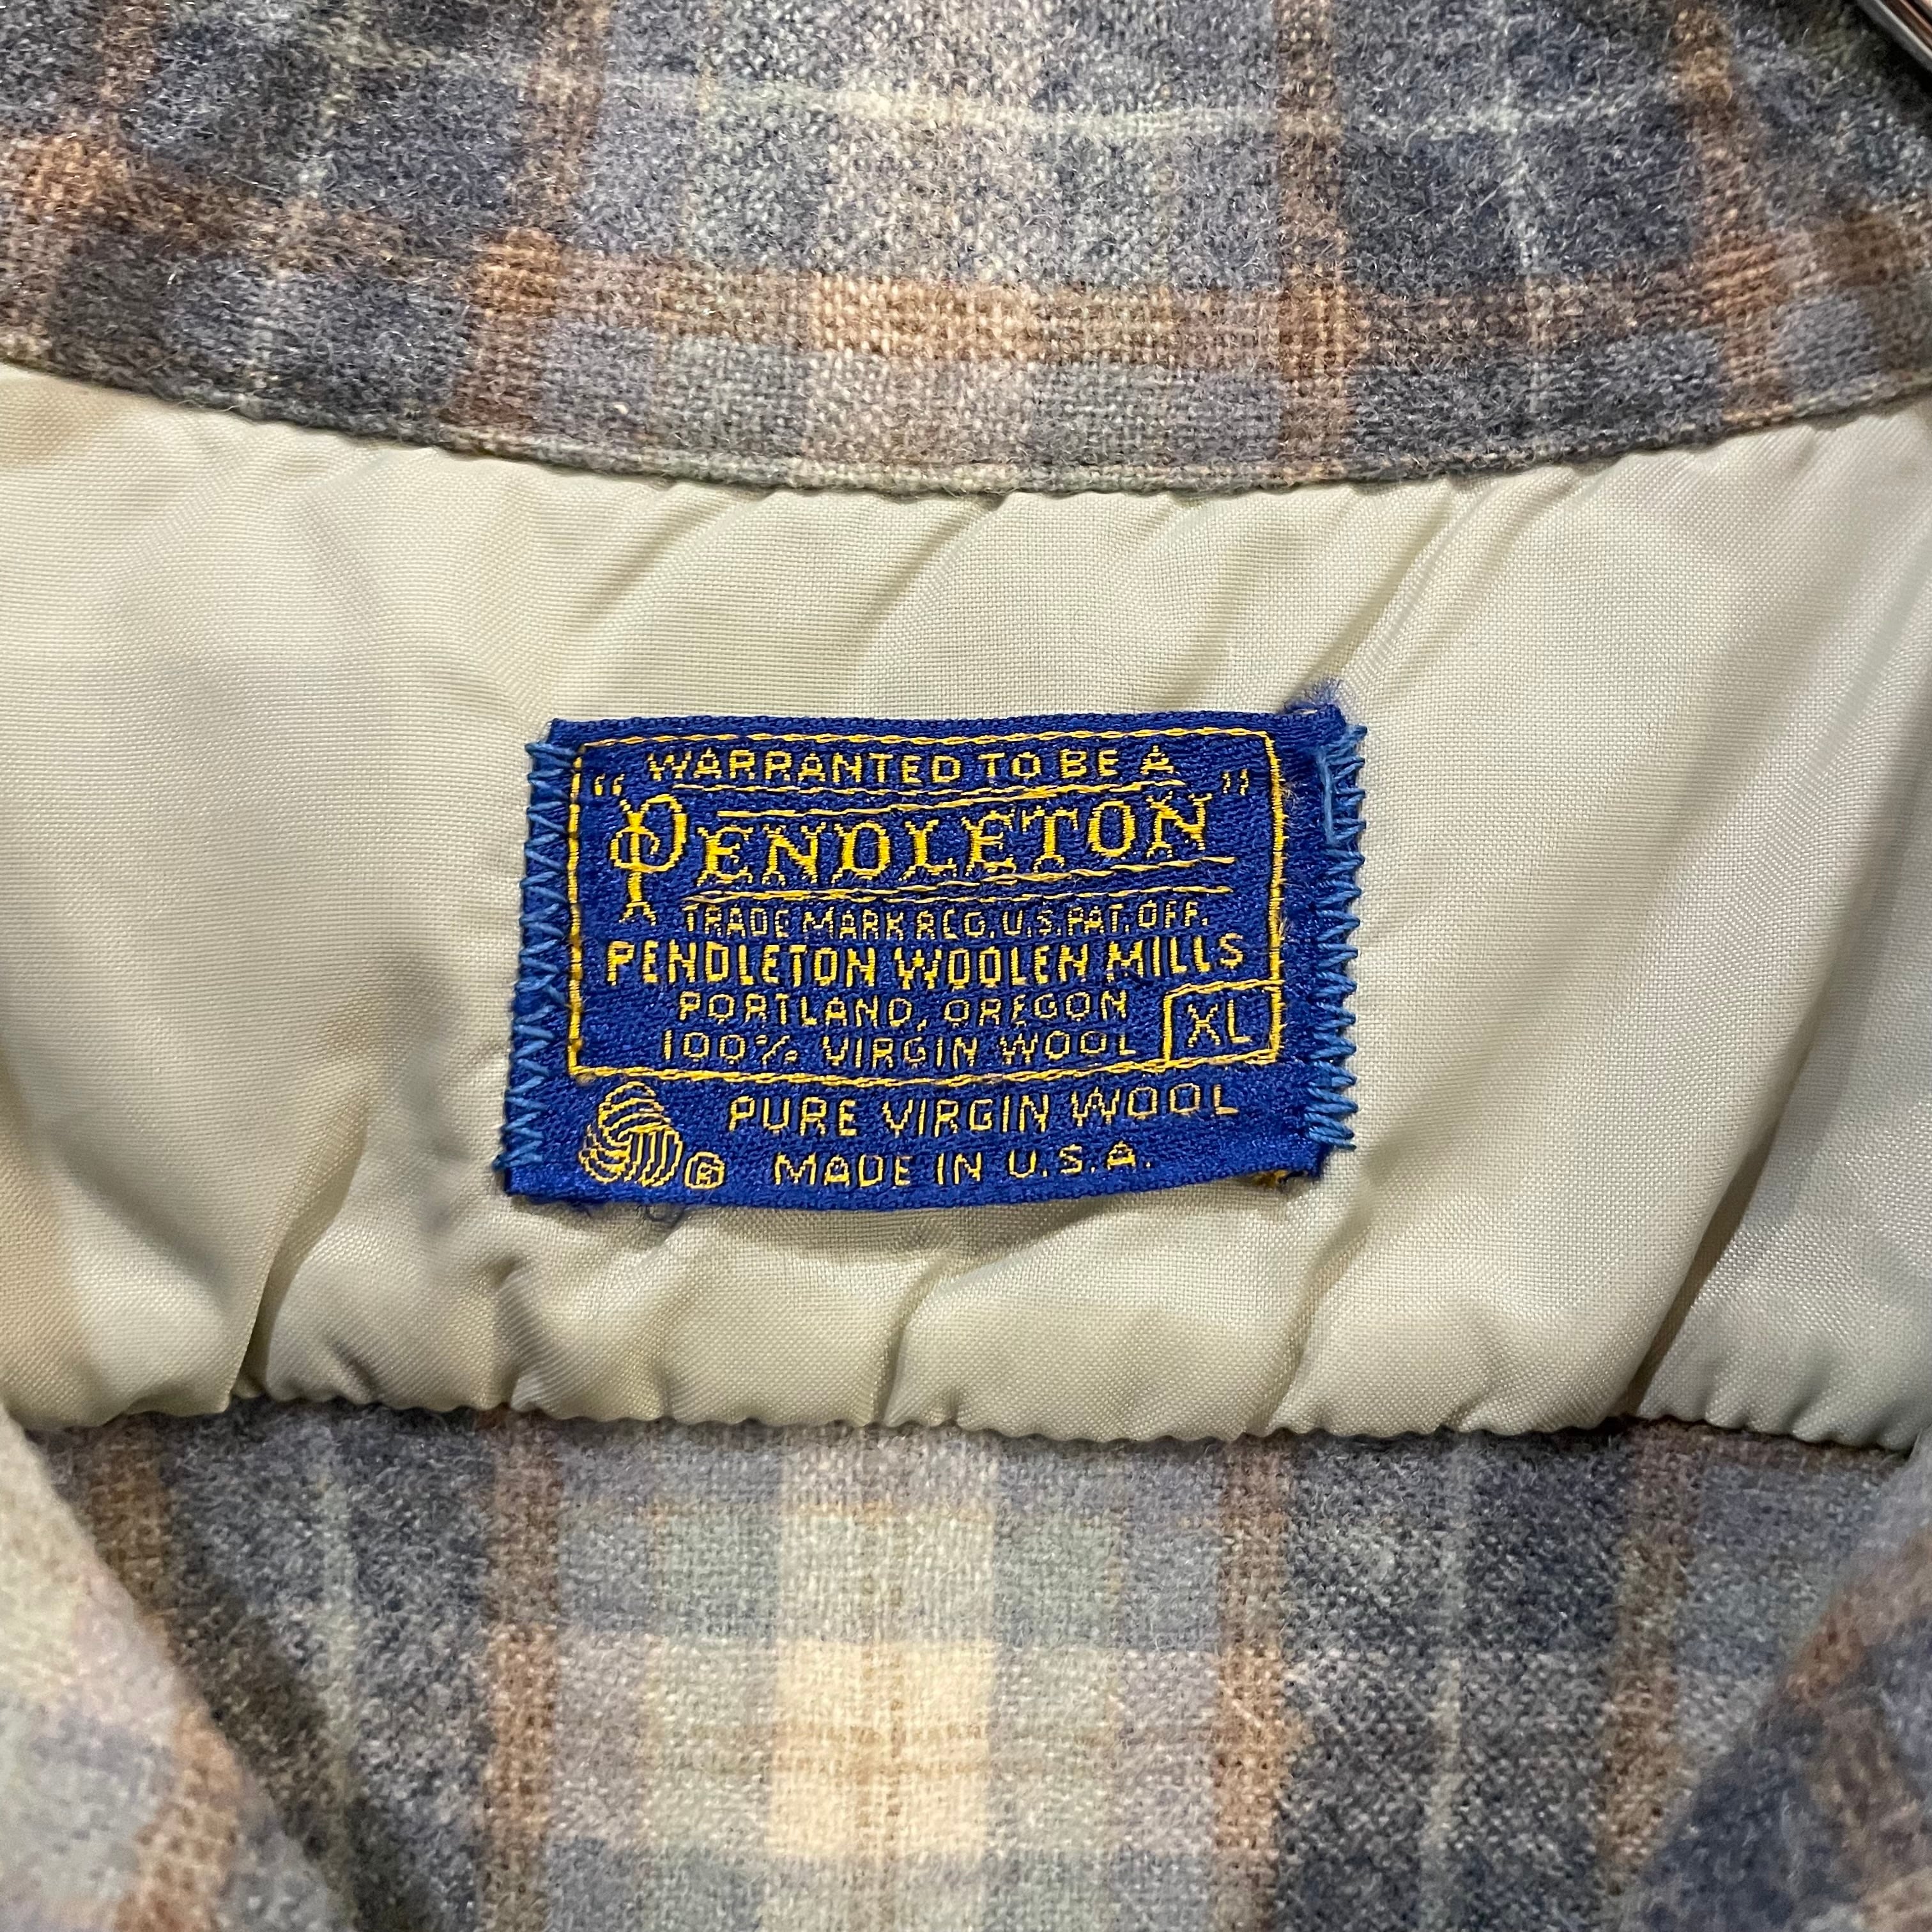 WARRANTED TO BE A
"PENDLETON"
TRADE MARK REG. U.S. PAT. OFF.
PENDLETON WOOLEN MILLS
PORTLAND, OREGON
100% VIRGIN WOOL XL
PURE VIRGIN WOOL
® MADE IN U.S.A.